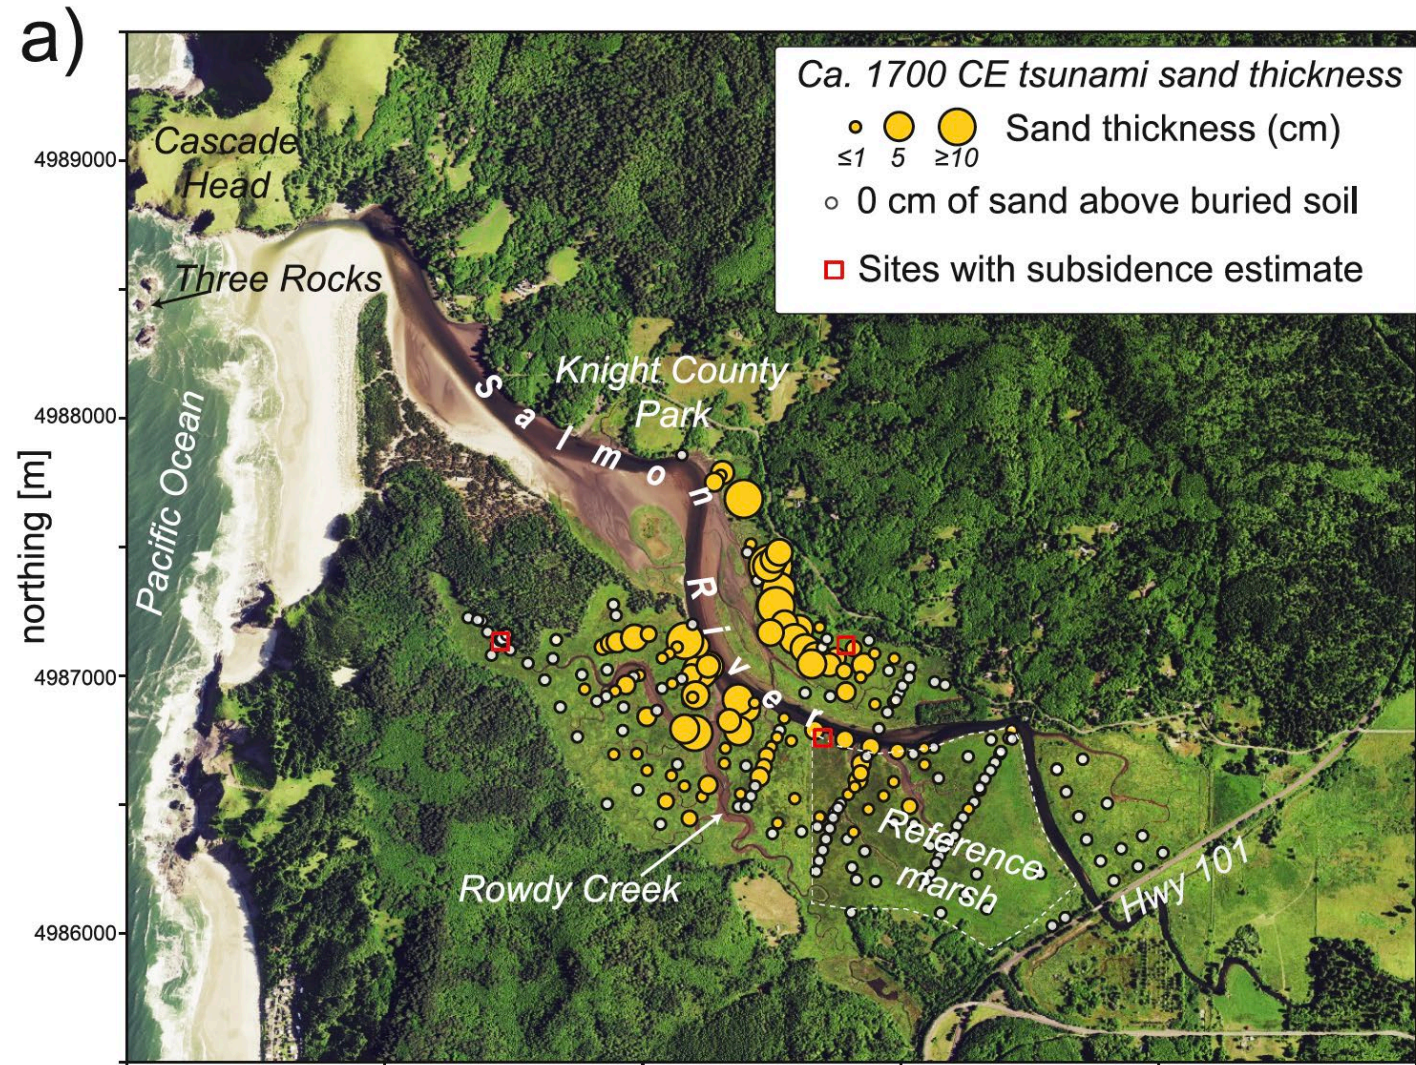 a)
Ca. 1700 CE tsunami sand thickness
Sand thickness (cm)
≤1 5 ≥10
0 cm of sand above buried soil
Sites with subsidence estimate
Cascade
Head
4989000
Three Rocks
Knight County
Park
4988000
Salmon River
Pacific Ocean
northing [m]
4987000
Reference
marsh
Rowdy Creek
Hwy 101
4986000